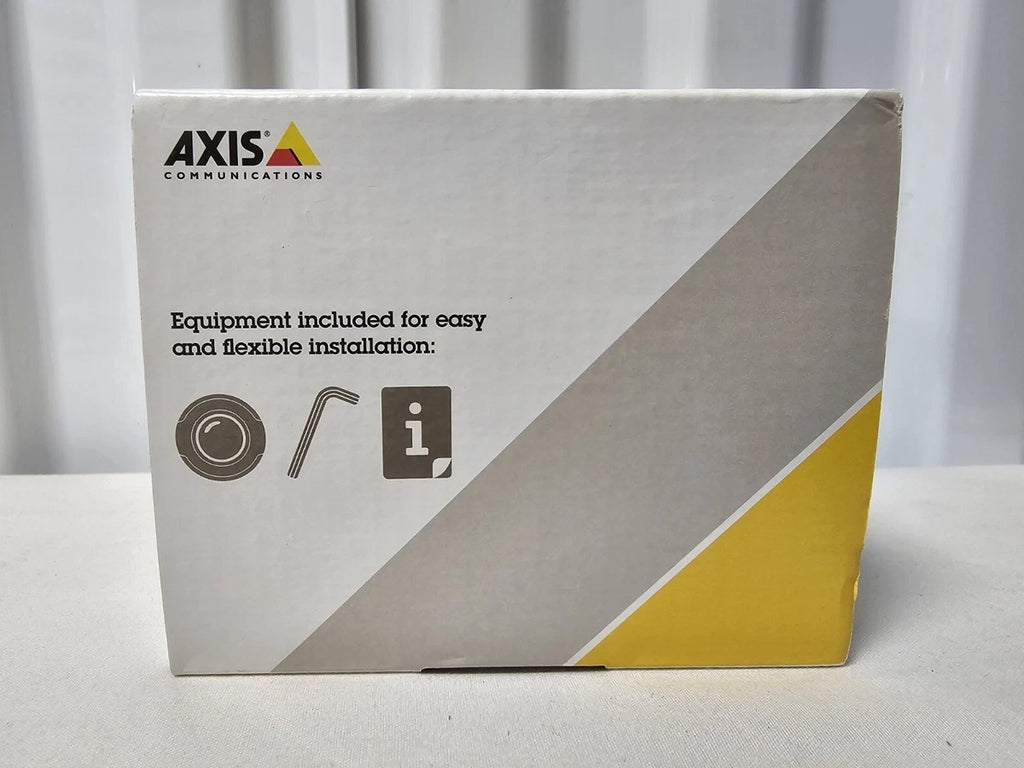 AXIS®
COMMUNICATIONS
Equipment included for easy
and flexible installation:
i